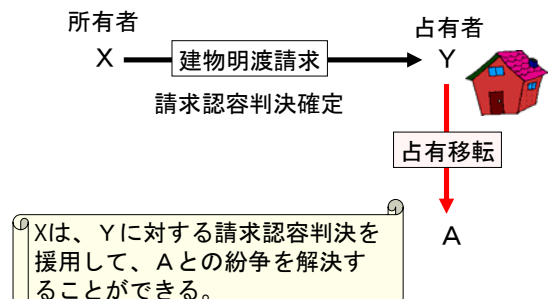 所有者
占有者
X
建物明渡請求
Y
請求認容判決確定
占有移転
A
Xは、Yに対する請求認容判決を
援用して、Aとの紛争を解決す
ることができる。